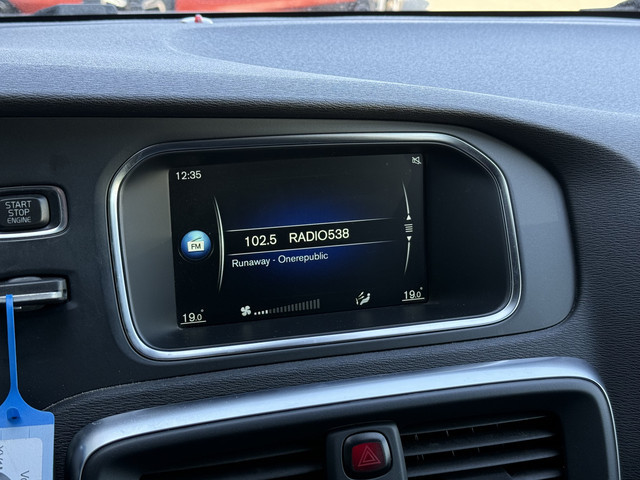 12:35
START
STOP
ENGINE
FM
102.5 RADIO538
Runaway - Onerepublic
19.0°
19.0°